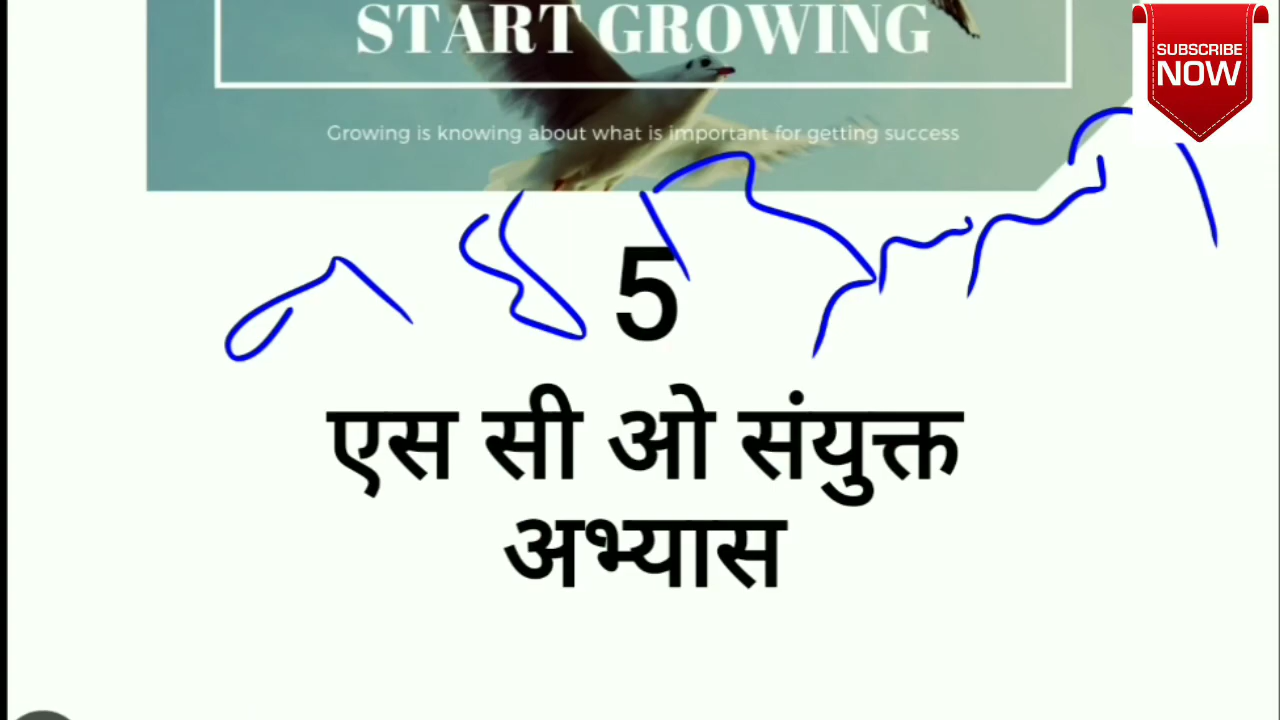 START GROWING
SUBSCRIBE
NOW
Growing is knowing about what is important for getting success
5
एस सी ओ संयुक्त
अभ्यास